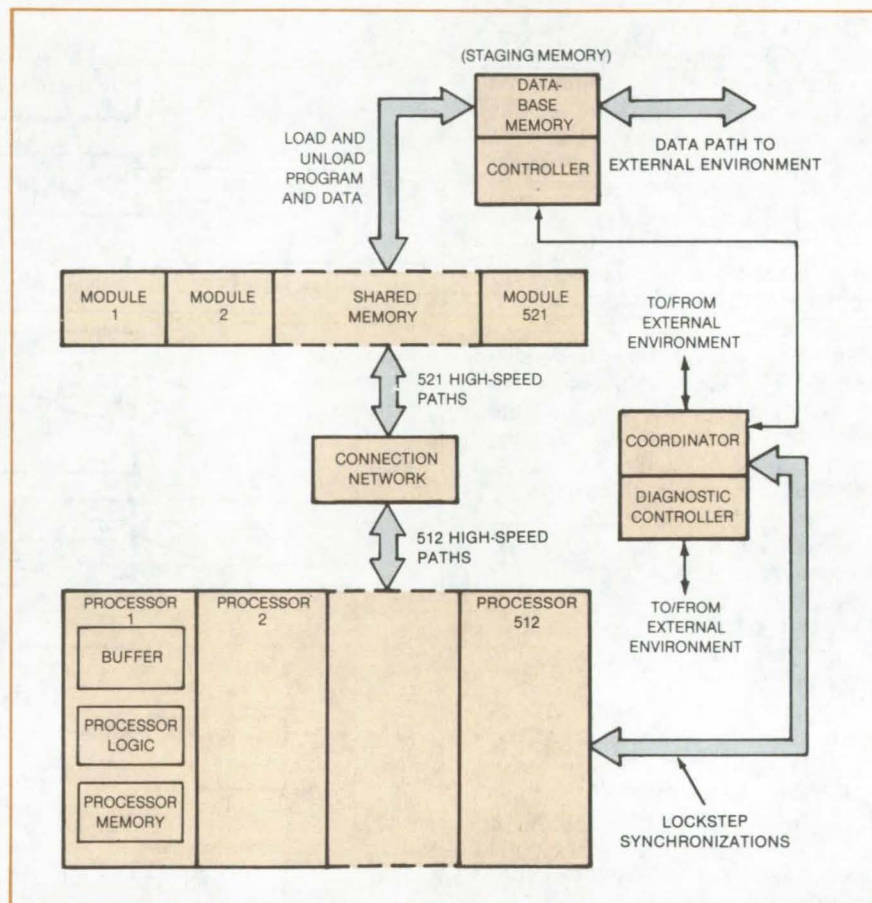 (STAGING MEMORY)
DATA-
BASE
MEMORY
CONTROLLER
DATA PATH TO
EXTERNAL ENVIRONMENT
LOAD AND
UNLOAD
PROGRAM
AND DATA
MODULE
1
MODULE
2
SHARED
MEMORY
MODULE
521
TO/FROM
EXTERNAL
ENVIRONMENT
521 HIGH-SPEED
PATHS
CONNECTION
NETWORK
COORDINATOR
DIAGNOSTIC
CONTROLLER
512 HIGH-SPEED
PATHS
TO/FROM
EXTERNAL
ENVIRONMENT
PROCESSOR
1
BUFFER
PROCESSOR
LOGIC
PROCESSOR
MEMORY
PROCESSOR
2
PROCESSOR
512
LOCKSTEP
SYNCHRONIZATIONS